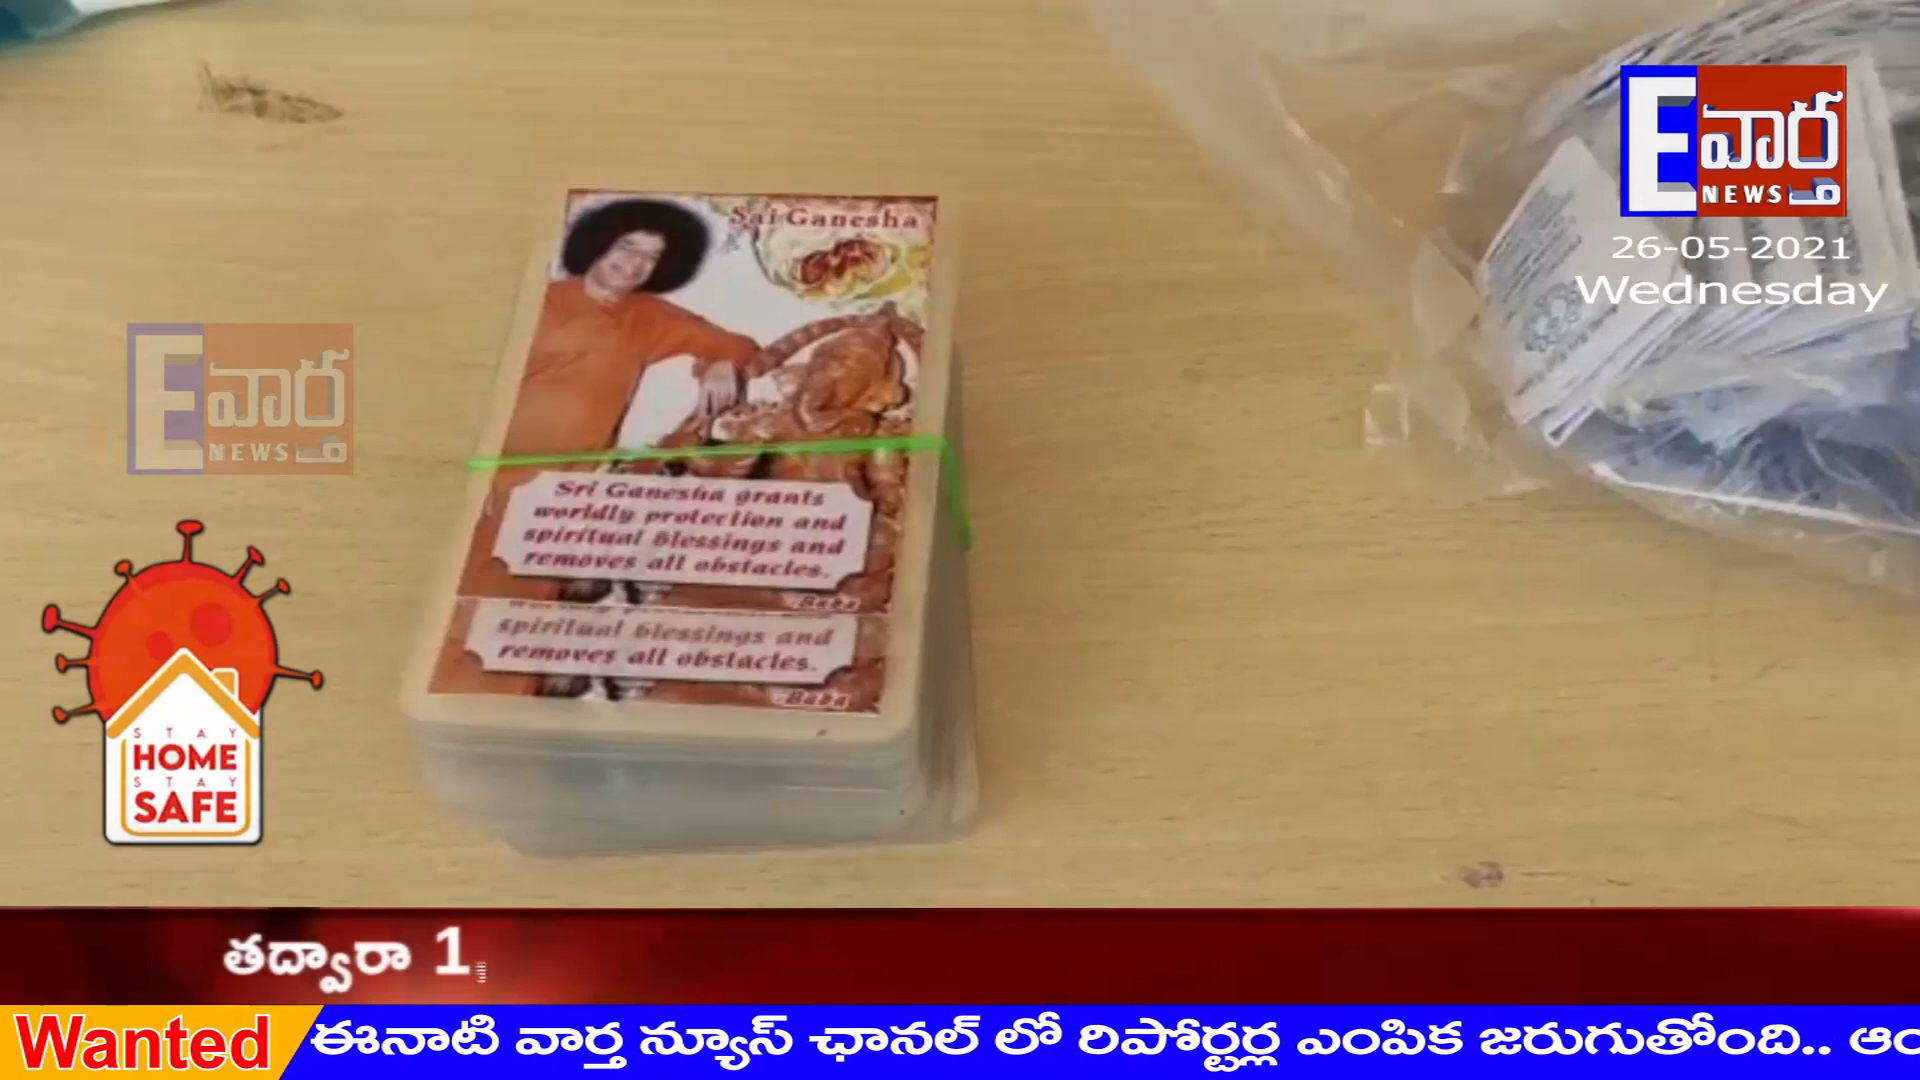 E వార్త
NEWS
26-05-2021
Wednesday
Sai Ganesha
E వార్త
NEWS
Sri Ganesha grants
worldly protection and
spiritual blessings and
removes all obstacles.
Baba
spiritual blessings and
removes all obstacles.
Baba
STAY
HOME
STAY
SAFE
తద్వారా 1
Wanted ఈనాటి వార్త న్యూస్ ఛానల్ లో రిపోర్టర్ల ఎంపిక జరుగుతోంది..